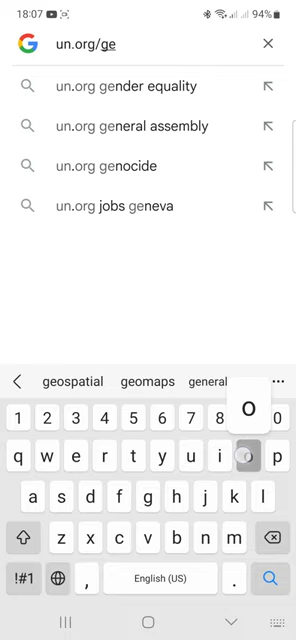 18:07 94%
un.org/ge
un.org gender equality
un.org general assembly
un.org genocide
un.org jobs geneva
geospatial geomaps general
o
1 2 3 4 5 6 7 8 0
q w e r t y u i o p
a s d f g h j k l
z x c v b n m
!#1 , English (US) .